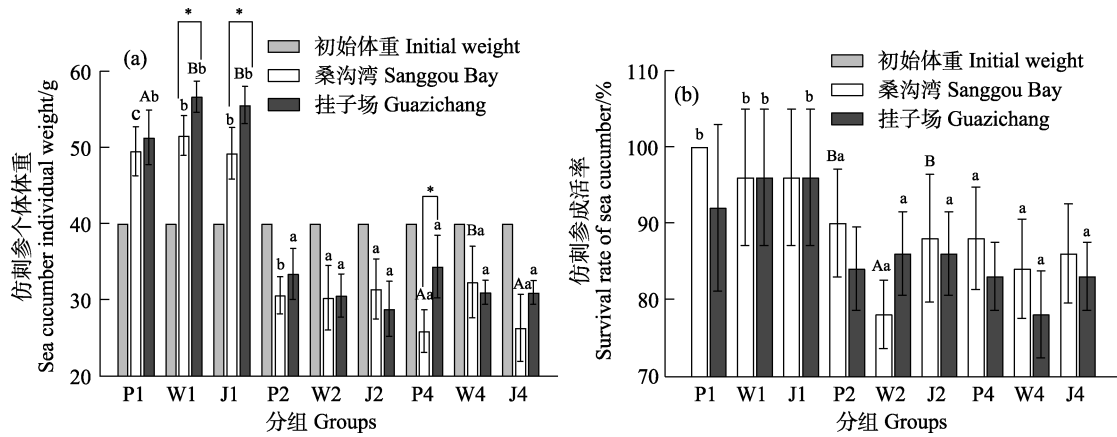 (a)
初始体重 Initial weight
桑沟湾 Sanggou Bay
挂子场 Guazichang
仿刺参个体体重
Sea cucumber individual weight/g
60
50
40
30
20
* * *
c Ab b Bb b Bb b a a a a a Aa a Ba a Aa a
P1 W1 J1 P2 W2 J2 P4 W4 J4
分组 Groups
(b)
初始体重 Initial weight
桑沟湾 Sanggou Bay
挂子场 Guazichang
仿刺参成活率
Survival rate of sea cucumber/%
110
100
90
80
70
b b b b Ba Aa a B a a a a
P1 W1 J1 P2 W2 J2 P4 W4 J4
分组 Groups